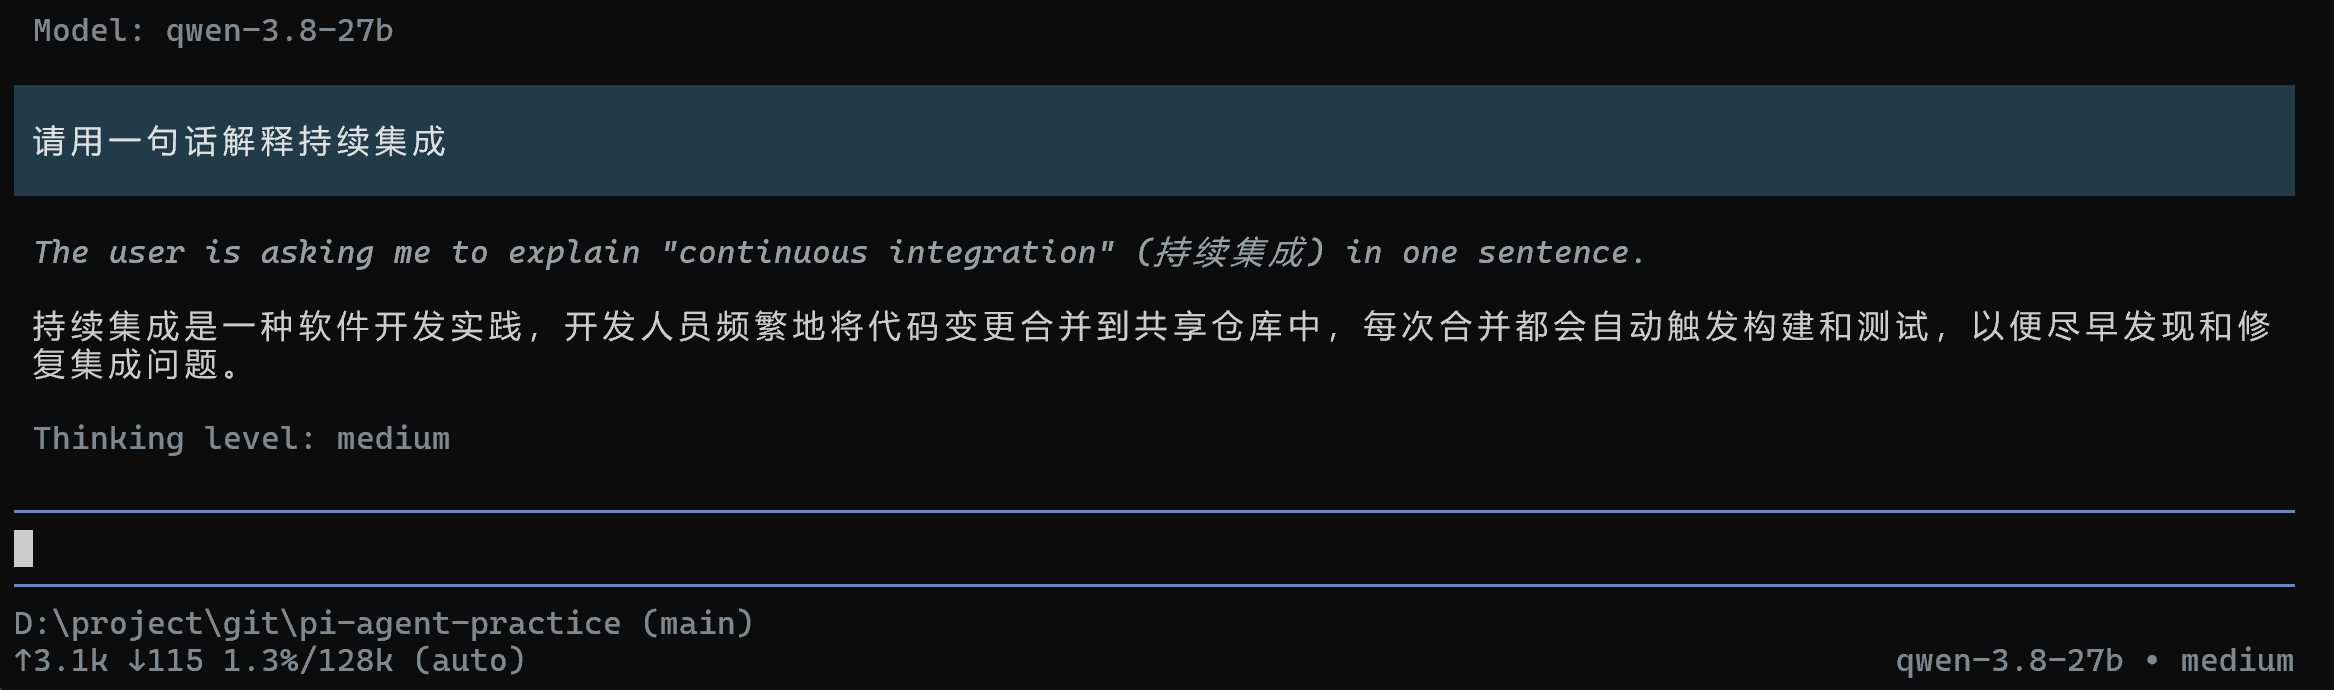 Model: qwen-3.8-27b
请用一句话解释持续集成
The user is asking me to explain "continuous integration" (持续集成) in one sentence.
持续集成是一种软件开发实践，开发人员频繁地将代码变更合并到共享仓库中，每次合并都会自动触发构建和测试，以便尽早发现和修
复集成问题。
Thinking level: medium
D:\project\git\pi-agent-practice (main)
↑3.1k ↓115 1.3%/128k (auto) qwen-3.8-27b • medium